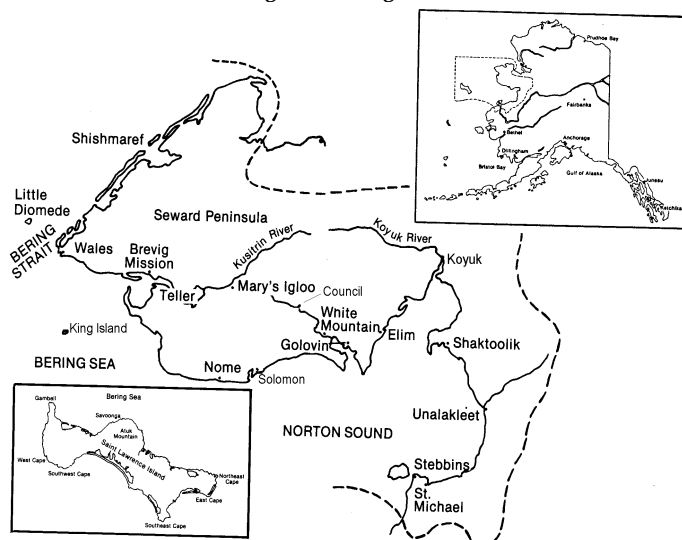 Prudhoe Bay
Fairbanks
Bethel
Anchorage
Dillingham
Bristol Bay
Gulf of Alaska
Juneau
Ketchikan
Shishmaref
Little
Diomede
BERING
STRAIT
Seward Peninsula
Wales
Brevig
Mission
Kusitrin River
Koyuk River
Koyuk
Teller
Mary's Igloo
Council
White
Mountain
King Island
Golovin
Elim
Shaktoolik
BERING SEA
Nome
Solomon
Unalakleet
NORTON SOUND
Stebbins
St.
Michael
Gambell
Bering Sea
Savoonga
Atuk
Mountain
Saint Lawrence Island
West Cape
Southwest Cape
Northeast
Cape
East Cape
Southeast Cape